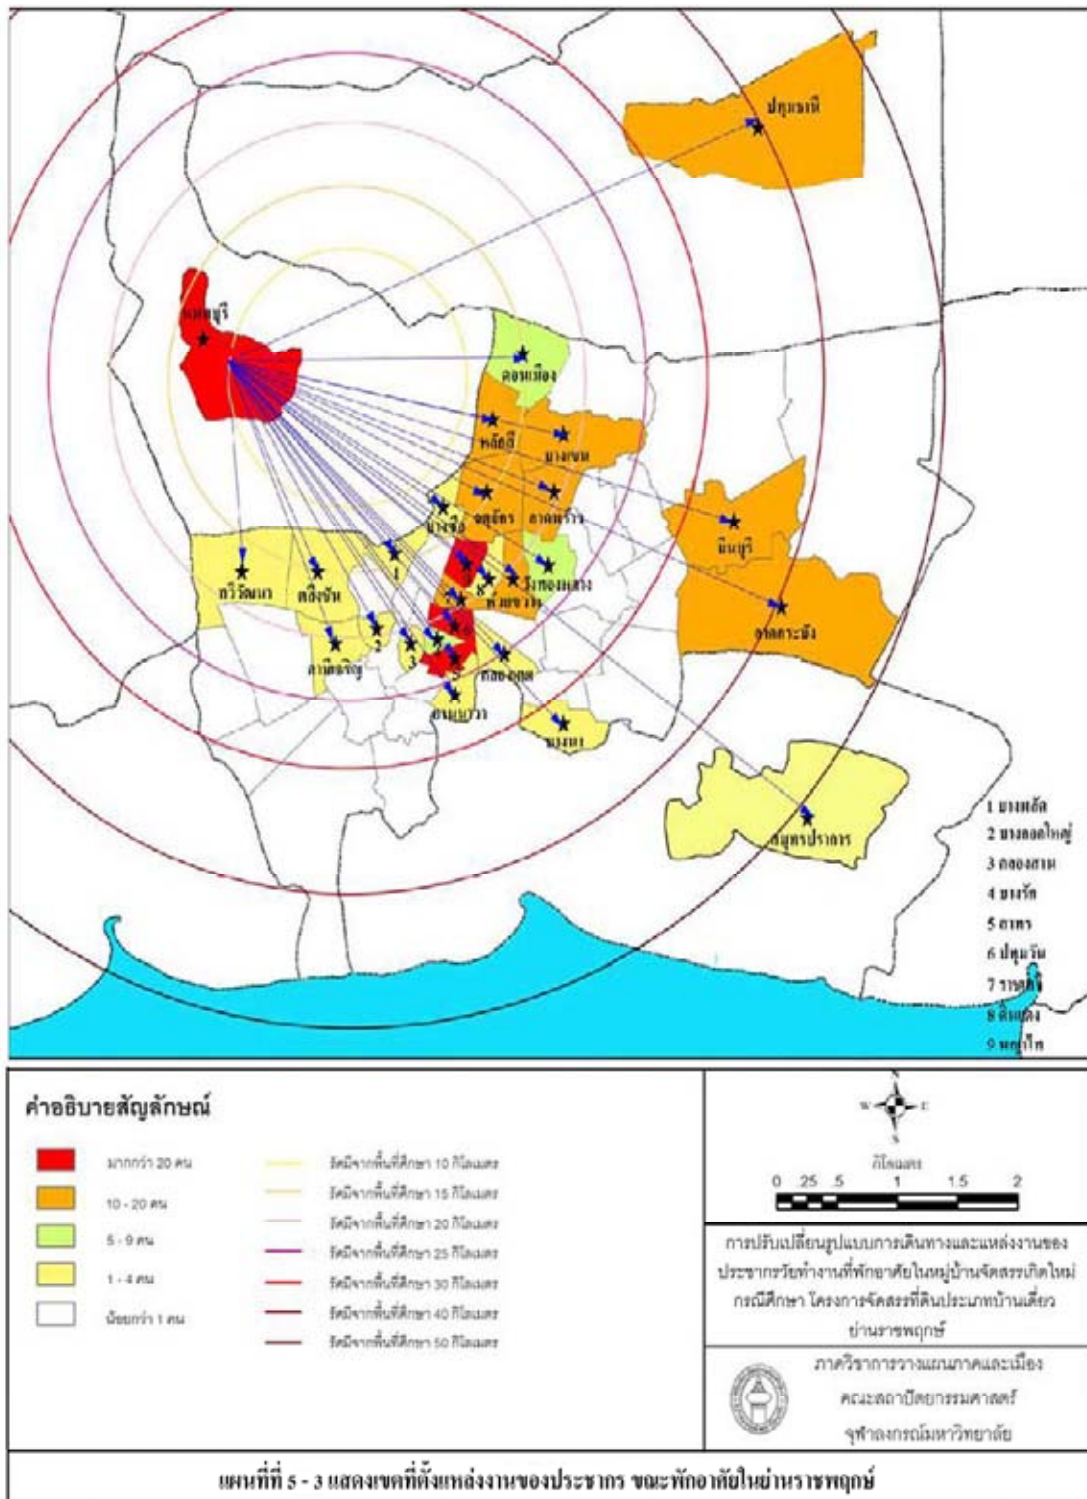 ปทุมธานี
นนทบุรี
ดอนเมือง
หลักสี่
บางเขน
บางซื่อ
จตุจักร
ลาดพร้าว
มีนบุรี
1
9
8
วังทองหลาง
ห้วยขวาง
ทวีวัฒนา
ตลิ่งชัน
7
ลาดกระบัง
6
2
3
ภาษีเจริญ
5
คลองเตย
ยานนาวา
บางนา
สมุทรปราการ
1 บางพลัด
2 บางกอกใหญ่
3 คลองสาน
4 บางรัก
5 สาทร
6 ปทุมวัน
7 ราชเทวี
8 ดินแดง
9 พญาไท
คำอธิบายสัญลักษณ์
มากกว่า 20 คน
10 - 20 คน
5 - 9 คน
1 - 4 คน
น้อยกว่า 1 คน
รัศมีจากพื้นที่ศึกษา 10 กิโลเมตร
รัศมีจากพื้นที่ศึกษา 15 กิโลเมตร
รัศมีจากพื้นที่ศึกษา 20 กิโลเมตร
รัศมีจากพื้นที่ศึกษา 25 กิโลเมตร
รัศมีจากพื้นที่ศึกษา 30 กิโลเมตร
รัศมีจากพื้นที่ศึกษา 40 กิโลเมตร
รัศมีจากพื้นที่ศึกษา 50 กิโลเมตร
N
W E
S
กิโลเมตร
0 .25 .5 1 1.5 2
การปรับเปลี่ยนรูปแบบการเดินทางและแหล่งงานของ
ประชากรวัยทำงานที่พักอาศัยในหมู่บ้านจัดสรรเกิดใหม่
กรณีศึกษา โครงการจัดสรรที่ดินประเภทบ้านเดี่ยว
ย่านราชพฤกษ์
ภาควิชาการวางแผนภาคและเมือง
คณะสถาปัตยกรรมศาสตร์
จุฬาลงกรณ์มหาวิทยาลัย
แผนที่ที่ 5 - 3 แสดงเขตที่ตั้งแหล่งงานของประชากร ขณะพักอาศัยในย่านราชพฤกษ์